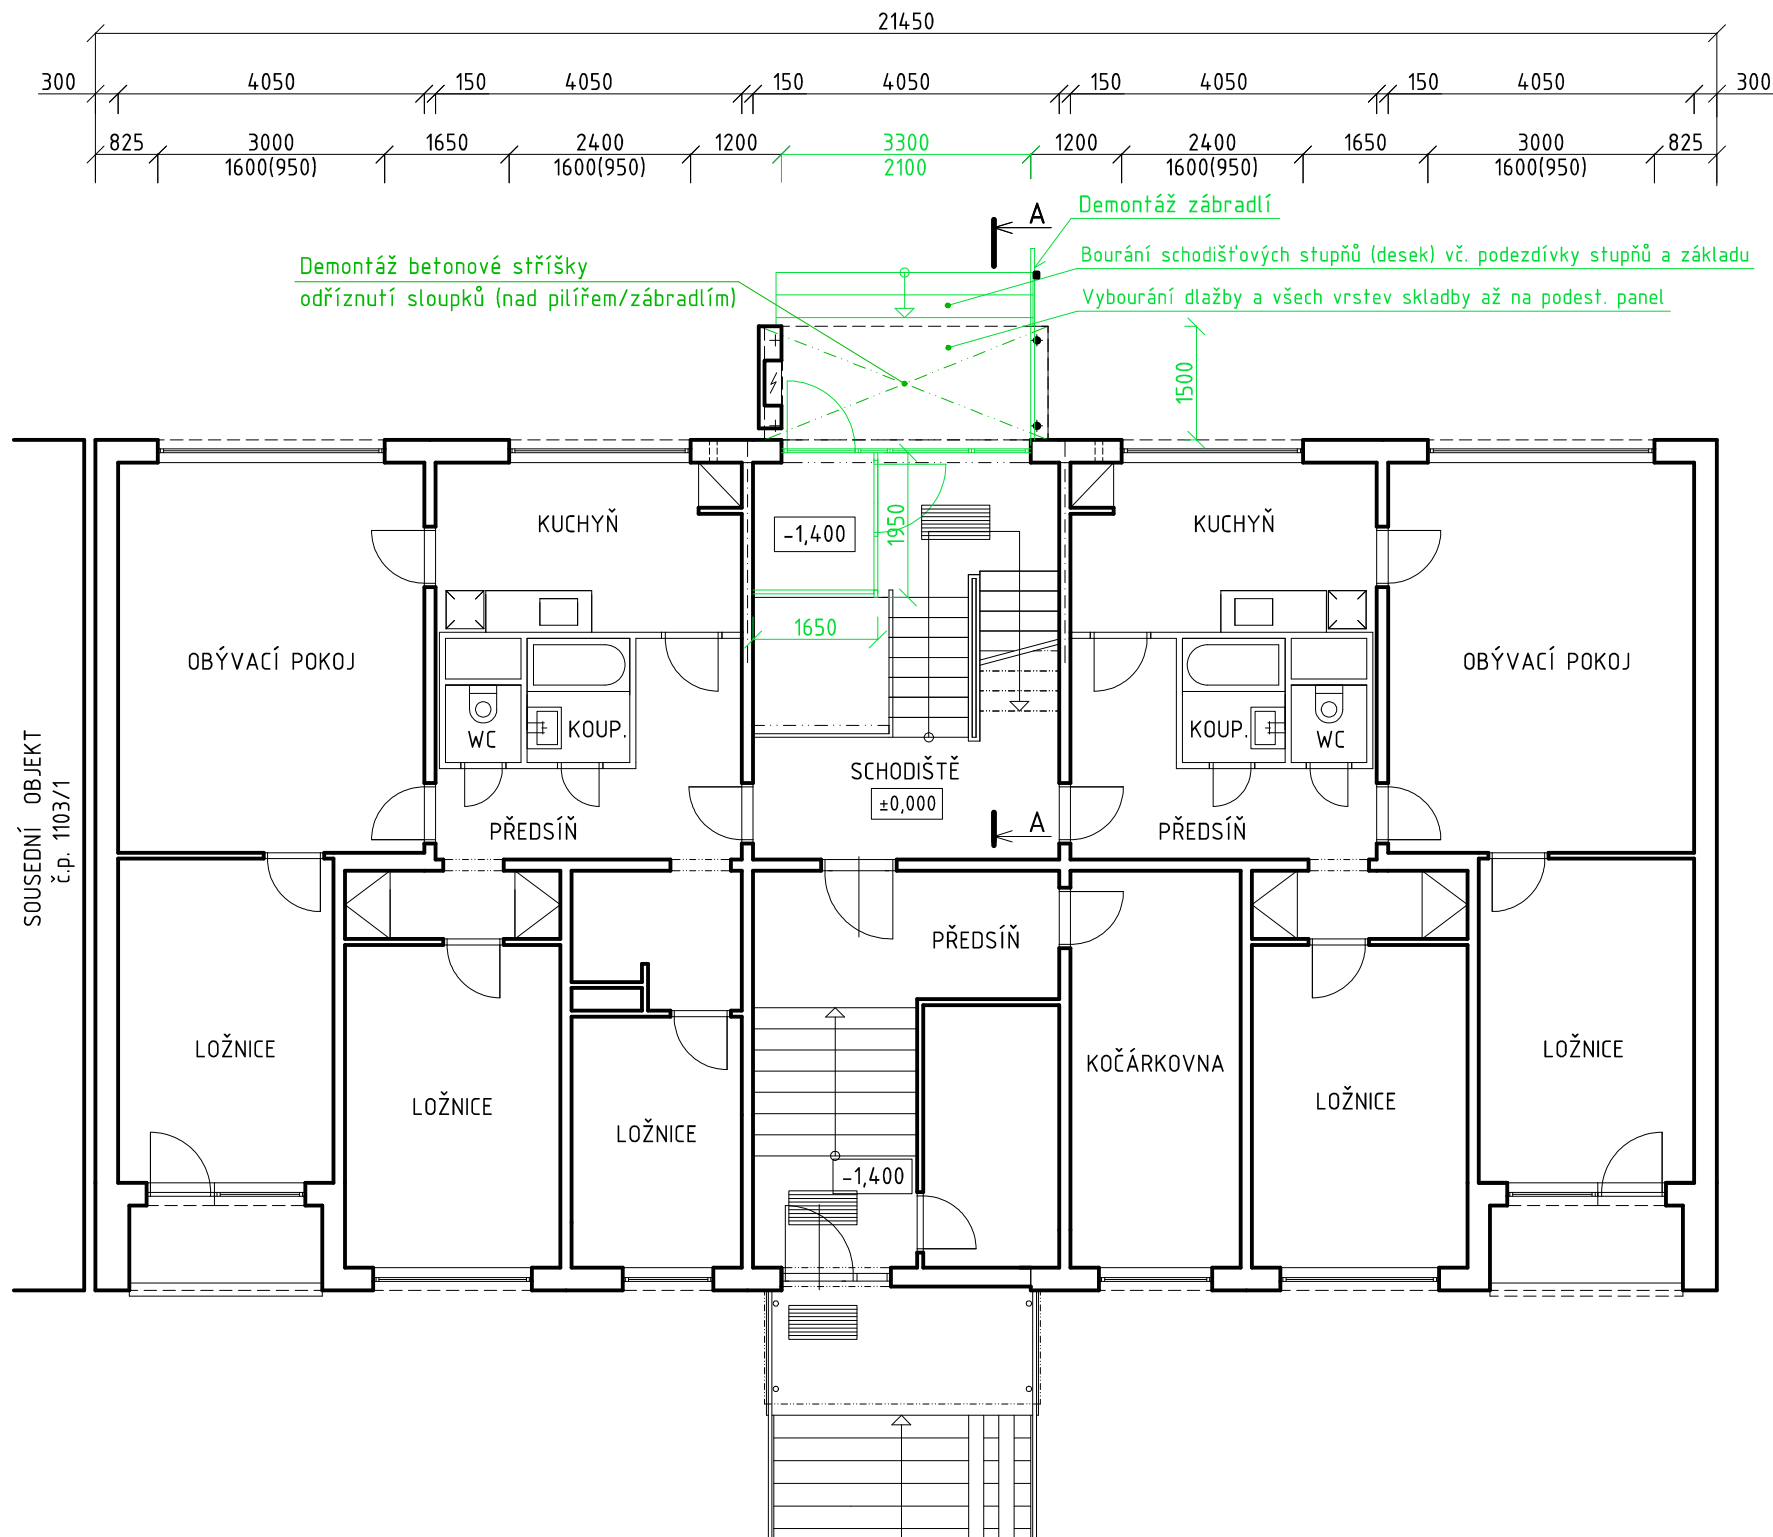 21450
300 4050 150 4050 150 4050 150 4050 150 4050 300
825 3000 1650 2400 1200 3300 1200 2400 1650 3000 825
1600(950) 1600(950) 2100 1600(950) 1600(950)
Demontáž zábradlí
A
Bourání schodišťových stupňů (desek) vč. podezdívky stupňů a základu
Demontáž betonové stříšky
odříznutí sloupků (nad pilířem/zábradlím)
Vybourání dlažby a všech vrstev skladby až na podest. panel
1500
KUCHYŇ
-1,400
1950
KUCHYŇ
1650
OBÝVACÍ POKOJ
OBÝVACÍ POKOJ
WC
KOUP.
KOUP.
WC
SCHODIŠTĚ
±0,000
SOUSEDNÍ OBJEKT
č.p. 1103/1
PŘEDSÍŇ
A
PŘEDSÍŇ
PŘEDSÍŇ
LOŽNICE
LOŽNICE
LOŽNICE
KOČÁRKOVNA
LOŽNICE
LOŽNICE
-1,400